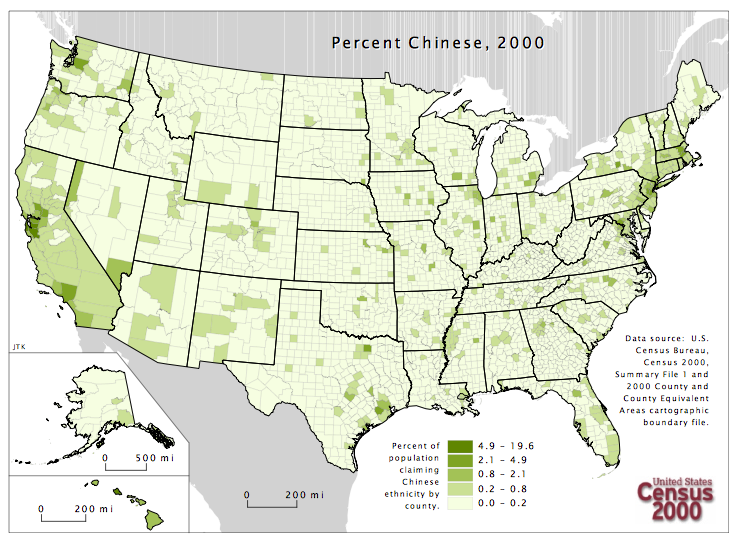 Percent Chinese, 2000
JTK
Data source: U.S.
Census Bureau,
Census 2000,
Summary File 1 and
2000 County and
County Equivalent
Areas cartographic
boundary file.
0 500 mi
0 200 mi
0 200 mi
Percent of
population
claiming
Chinese
ethnicity by
county.
4.9 – 19.6
2.1 – 4.9
0.8 – 2.1
0.2 – 0.8
0.0 – 0.2
United States
Census
2000